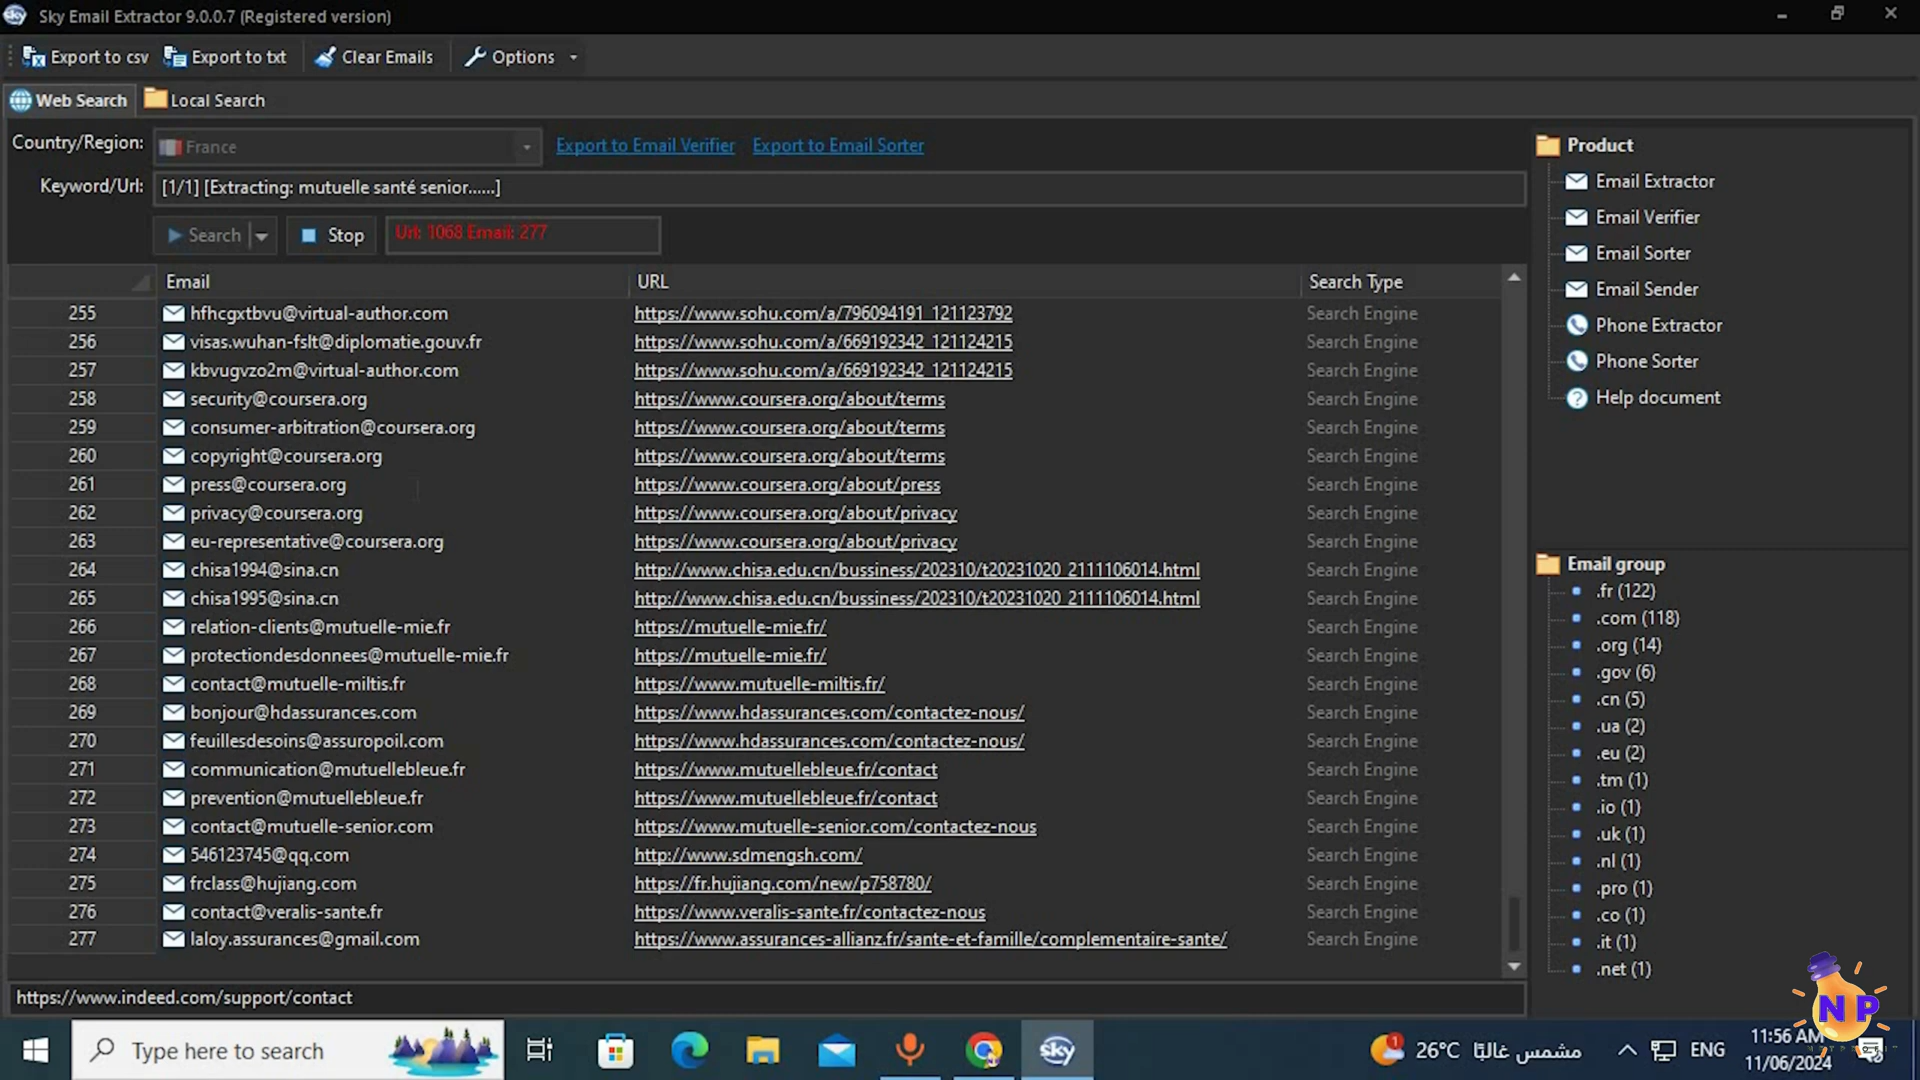 Sky Email Extractor 9.0.0.7 (Registered version)
Export to csv Export to txt Clear Emails Options
Web Search Local Search
Country/Region: France Export to Email Verifier Export to Email Sorter
Keyword/Url: [1/1] [Extracting: mutuelle santé senior......]
Search Stop Url: 1068 Email: 277
Email URL Search Type
255 hfhcgxtbvu@virtual-author.com https://www.sohu.com/a/796094191_121123792 Search Engine
256 visas.wuhan-fslt@diplomatie.gouv.fr https://www.sohu.com/a/669192342_121124215 Search Engine
257 kbvugvzo2m@virtual-author.com https://www.sohu.com/a/669192342_121124215 Search Engine
258 security@coursera.org https://www.coursera.org/about/terms Search Engine
259 consumer-arbitration@coursera.org https://www.coursera.org/about/terms Search Engine
260 copyright@coursera.org https://www.coursera.org/about/terms Search Engine
261 press@coursera.org https://www.coursera.org/about/press Search Engine
262 privacy@coursera.org https://www.coursera.org/about/privacy Search Engine
263 eu-representative@coursera.org https://www.coursera.org/about/privacy Search Engine
264 chisa1994@sina.cn http://www.chisa.edu.cn/bussiness/202310/t20231020_2111106014.html Search Engine
265 chisa1995@sina.cn http://www.chisa.edu.cn/bussiness/202310/t20231020_2111106014.html Search Engine
266 relation-clients@mutuelle-mie.fr https://mutuelle-mie.fr/ Search Engine
267 protectiondesdonnees@mutuelle-mie.fr https://mutuelle-mie.fr/ Search Engine
268 contact@mutuelle-miltis.fr https://www.mutuelle-miltis.fr/ Search Engine
269 bonjour@hdassurances.com https://www.hdassurances.com/contactez-nous/ Search Engine
270 feuillesdesoins@assuropoil.com https://www.hdassurances.com/contactez-nous/ Search Engine
271 communication@mutuellebleue.fr https://www.mutuellebleue.fr/contact Search Engine
272 prevention@mutuellebleue.fr https://www.mutuellebleue.fr/contact Search Engine
273 contact@mutuelle-senior.com https://www.mutuelle-senior.com/contactez-nous Search Engine
274 546123745@qq.com http://www.sdmengsh.com/ Search Engine
275 frclass@hujiang.com https://fr.hujiang.com/new/p758780/ Search Engine
276 contact@veralis-sante.fr https://www.veralis-sante.fr/contactez-nous Search Engine
277 laloy.assurances@gmail.com https://www.assurances-allianz.fr/sante-et-famille/complementaire-sante/ Search Engine
https://www.indeed.com/support/contact
Product
Email Extractor
Email Verifier
Email Sorter
Email Sender
Phone Extractor
Phone Sorter
Help document
Email group
.fr (122)
.com (118)
.org (14)
.gov (6)
.cn (5)
.ua (2)
.eu (2)
.tm (1)
.io (1)
.uk (1)
.nl (1)
.pro (1)
.co (1)
.it (1)
.net (1)
NP
Type here to search sky 1 26°C مشمس غالبًا ENG 11:56 AM
11/06/2024